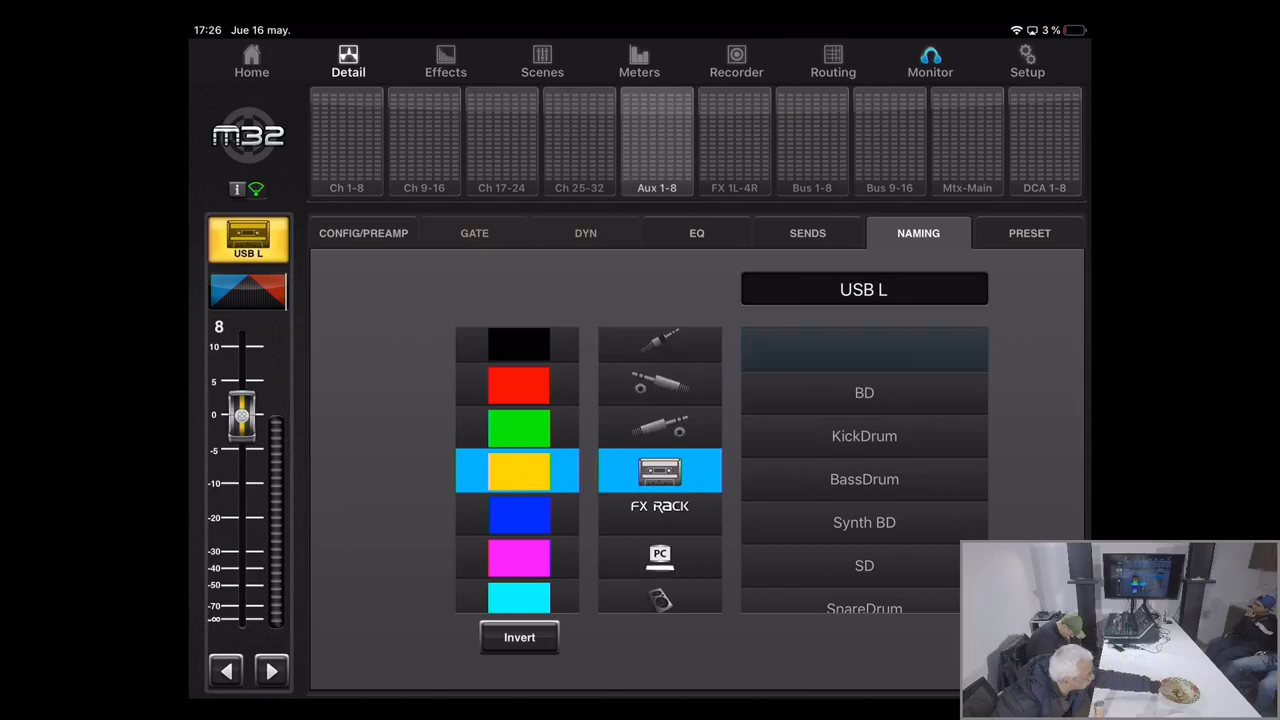 17:26 Jue 16 may. 3 %
Home Detail Effects Scenes Meters Recorder Routing Monitor Setup
M32
Ch 1-8 Ch 9-16 Ch 17-24 Ch 25-32 Aux 1-8 FX 1L-4R Bus 1-8 Bus 9-16 Mtx-Main DCA 1-8
i
CONFIG/PREAMP GATE DYN EQ SENDS NAMING PRESET
USB L
USB L
8
10
5
0
-5
-10
-20
-30
-40
-50
-70
-∞
BD
KickDrum
BassDrum
FX RACK
Synth BD
PC
SD
SnareDrum
Invert